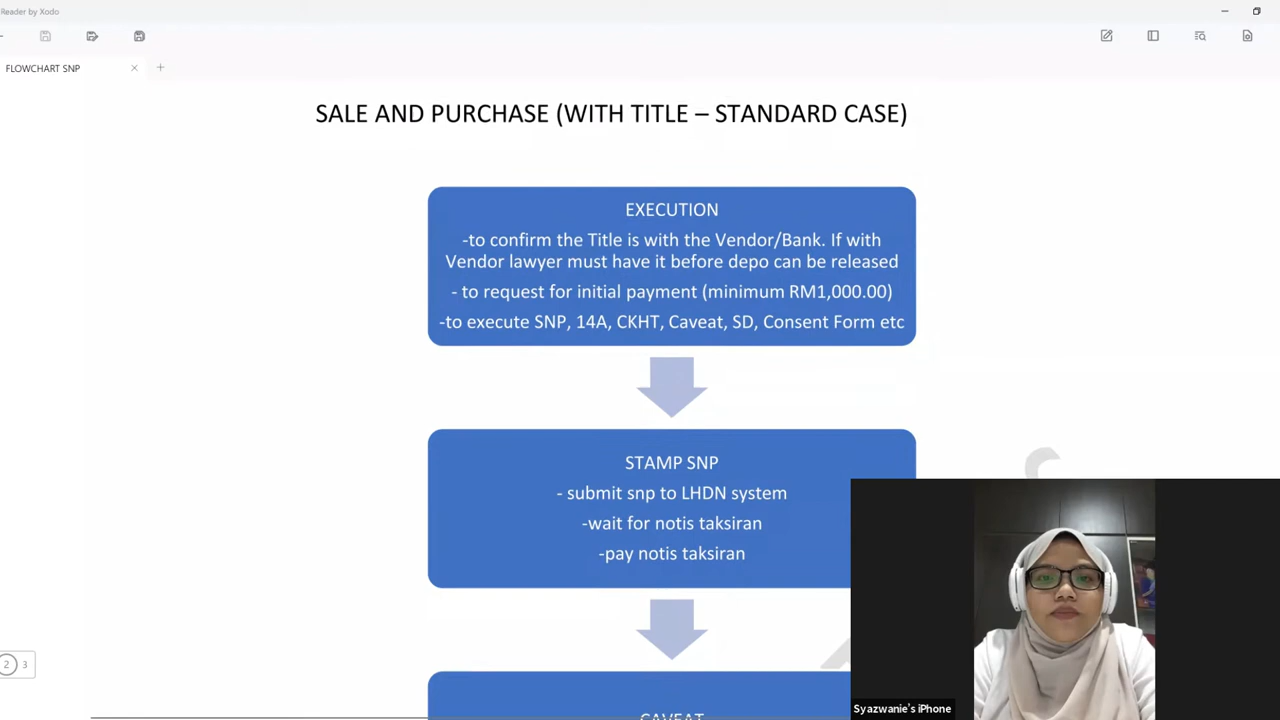 Reader by Xodo
FLOWCHART SNP
SALE AND PURCHASE (WITH TITLE – STANDARD CASE)
EXECUTION
-to confirm the Title is with the Vendor/Bank. If with
Vendor lawyer must have it before depo can be released
- to request for initial payment (minimum RM1,000.00)
-to execute SNP, 14A, CKHT, Caveat, SD, Consent Form etc
STAMP SNP
- submit snp to LHDN system
-wait for notis taksiran
-pay notis taksiran
CAVEAT
2 3
Syazwanie's iPhone